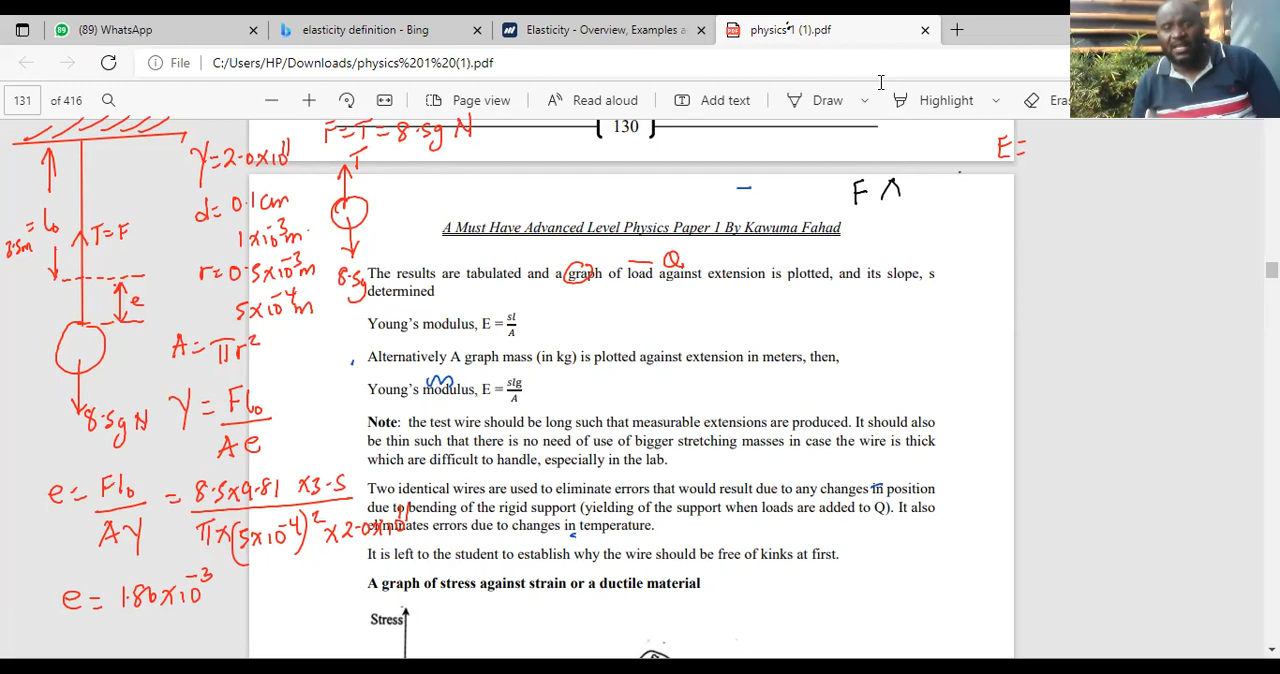 (89) WhatsApp
elasticity definition - Bing
Elasticity - Overview, Examples a
physics 1 (1).pdf
File
C:/Users/HP/Downloads/physics%201%20(1).pdf
131 of 416
Page view
Read aloud
Add text
Draw
Highlight
Era
F=T=8.5g N
{ 130 }
E=
F
A Must Have Advanced Level Physics Paper 1 By Kawuma Fahad
Q
The results are tabulated and a graph of load against extension is plotted, and its slope, s
determined
Young's modulus, E = sl/A
Alternatively A graph mass (in kg) is plotted against extension in meters, then,
Young's modulus, E = slg/A
Note: the test wire should be long such that measurable extensions are produced. It should also
be thin such that there is no need of use of bigger stretching masses in case the wire is thick
which are difficult to handle, especially in the lab.
Two identical wires are used to eliminate errors that would result due to any changes in position
due to bending of the rigid support (yielding of the support when loads are added to Q). It also
eliminates errors due to changes in temperature.
It is left to the student to establish why the wire should be free of kinks at first.
A graph of stress against strain or a ductile material
Stress
γ=2.0x10^11
d=0.1cm
1x10^-3 m
r=0.5x10^-3 m
5x10^-4 m
A=πr^2
= l0
3.5m
T=F
e
8.5g N
T
8.5g
γ = Fl0/Ae
e= Fl0/Aγ = 8.5x9.81 x3.5/πx(5x10^-4)^2 x2.0x10^11
e= 1.86x10^-3